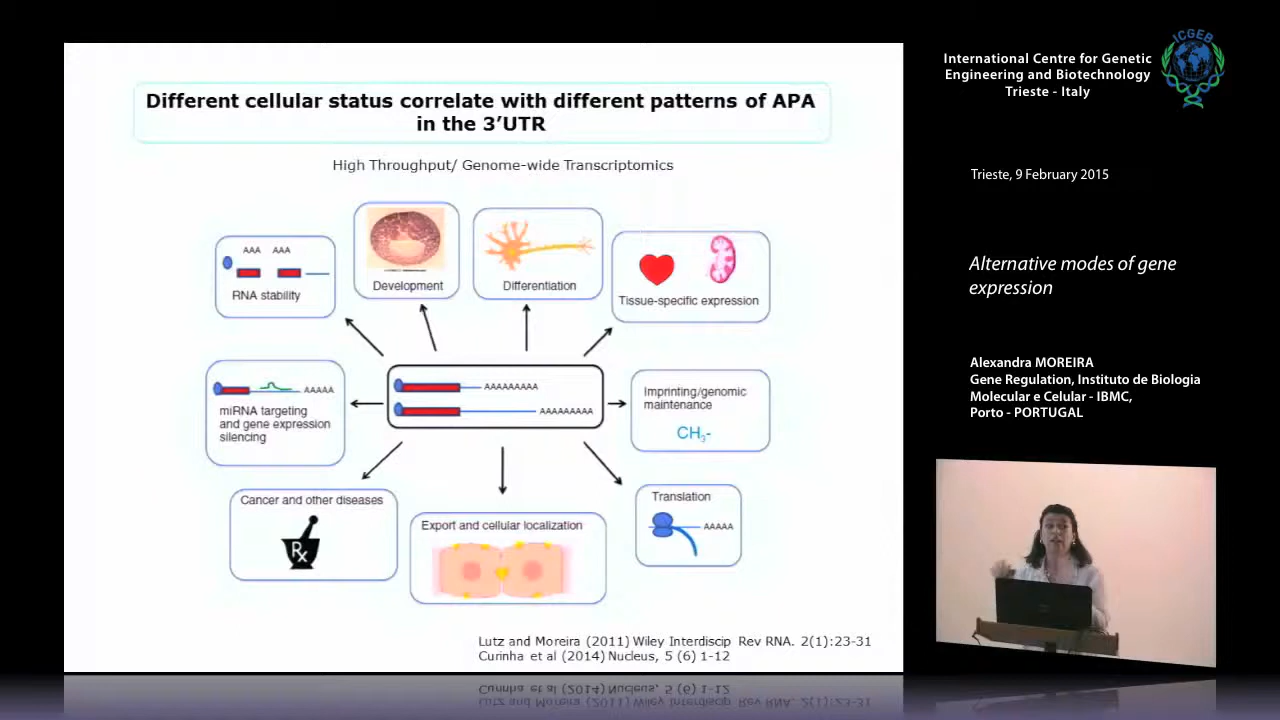 Different cellular status correlate with different patterns of APA
in the 3’UTR
High Throughput/ Genome-wide Transcriptomics
AAA AAA
RNA stability
Development
Differentiation
Tissue-specific expression
AAAAA
miRNA targeting
and gene expression
silencing
AAAAAAAAA
AAAAAAAAA
Imprinting/genomic
maintenance
CH3-
Cancer and other diseases
Rx
Export and cellular localization
Translation
AAAAA
Lutz and Moreira (2011) Wiley Interdiscip Rev RNA. 2(1):23-31
Curinha et al (2014) Nucleus, 5 (6) 1-12
International Centre for Genetic
Engineering and Biotechnology
Trieste - Italy
ICGEB
Trieste, 9 February 2015
Alternative modes of gene
expression
Alexandra MOREIRA
Gene Regulation, Instituto de Biologia
Molecular e Celular - IBMC,
Porto - PORTUGAL